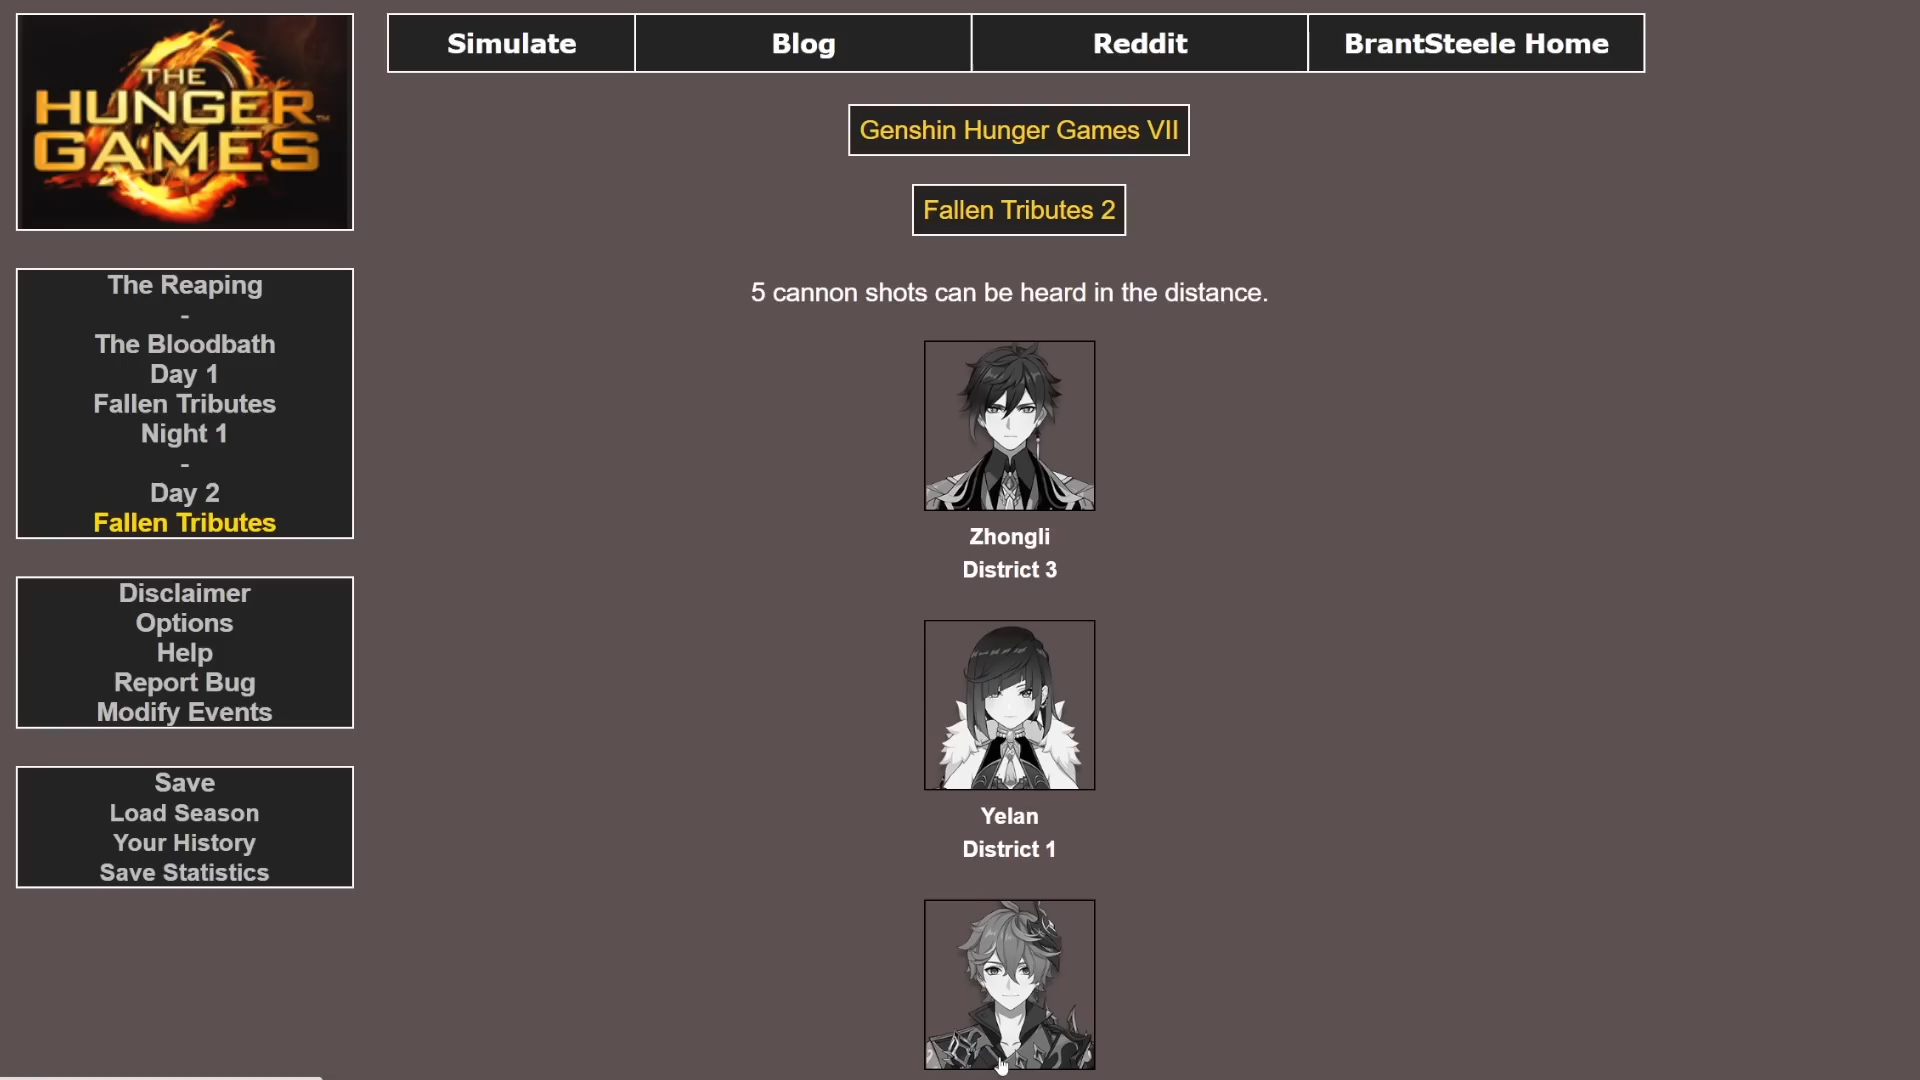 THE
HUNGER
GAMES
Simulate
Blog
Reddit
BrantSteele Home
Genshin Hunger Games VII
Fallen Tributes 2
5 cannon shots can be heard in the distance.
Zhongli
District 3
Yelan
District 1
The Reaping
-
The Bloodbath
Day 1
Fallen Tributes
Night 1
-
Day 2
Fallen Tributes
Disclaimer
Options
Help
Report Bug
Modify Events
Save
Load Season
Your History
Save Statistics